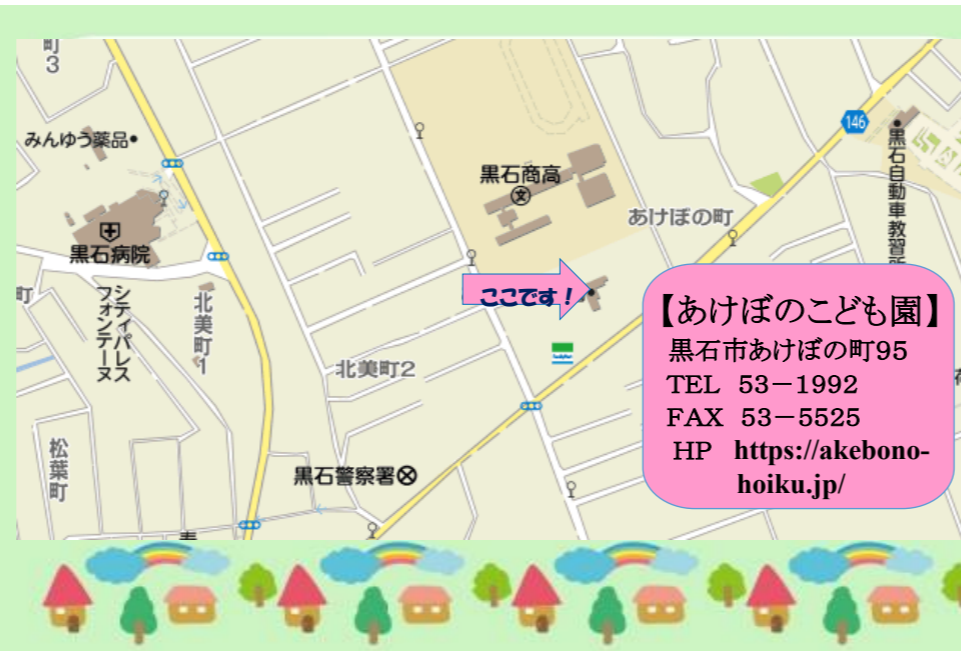 町
3
みんゆう薬品
黒石病院
シティパレス
フォンテーヌ
町
北美町1
松葉町
北美町2
黒石警察署
黒石商高
文
あけぼの町
146
黒石自動車教習所
ここです!
FamilyMart
【あけぼのこども園】
黒石市あけぼの町95
TEL 53-1992
FAX 53-5525
HP https://akebono-
hoiku.jp/